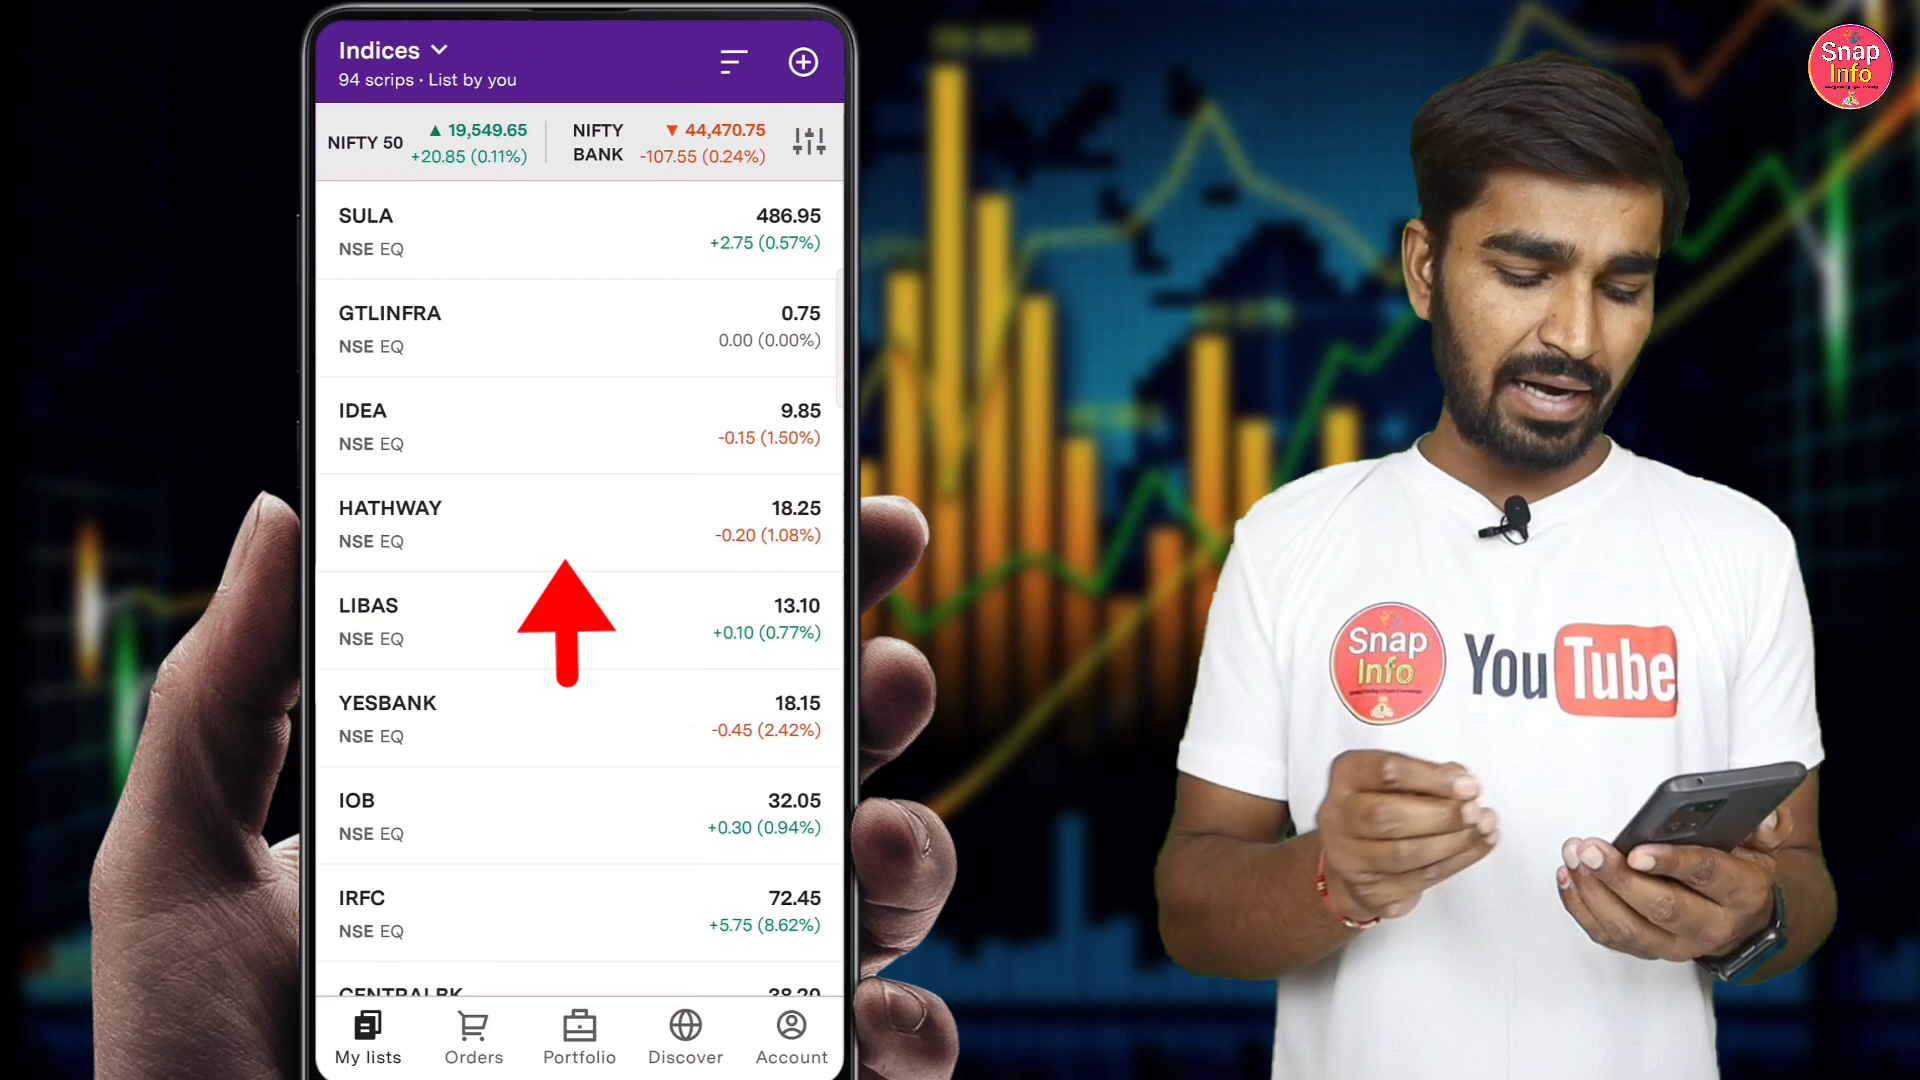 Indices
94 scrips · List by you
NIFTY 50
▲ 19,549.65
+20.85 (0.11%)
NIFTY BANK
▼ 44,470.75
-107.55 (0.24%)
SULA
486.95
NSE EQ
+2.75 (0.57%)
GTLINFRA
0.75
NSE EQ
0.00 (0.00%)
IDEA
9.85
NSE EQ
-0.15 (1.50%)
HATHWAY
18.25
NSE EQ
-0.20 (1.08%)
LIBAS
13.10
NSE EQ
+0.10 (0.77%)
YESBANK
18.15
NSE EQ
-0.45 (2.42%)
IOB
32.05
NSE EQ
+0.30 (0.94%)
IRFC
72.45
NSE EQ
+5.75 (8.62%)
CENTRALBK
38.20
My lists
Orders
Portfolio
Discover
Account
Snap
Info
Snap
Info
YouTube